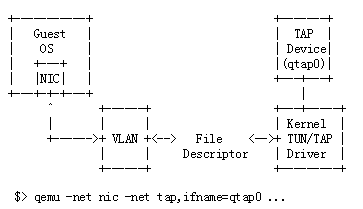 Guest
OS
NIC
TAP
Device
(qtap0)
VLAN
File
Descriptor
Kernel
TUN/TAP
Driver
$> qemu -net nic -net tap,ifname=qtap0 ...